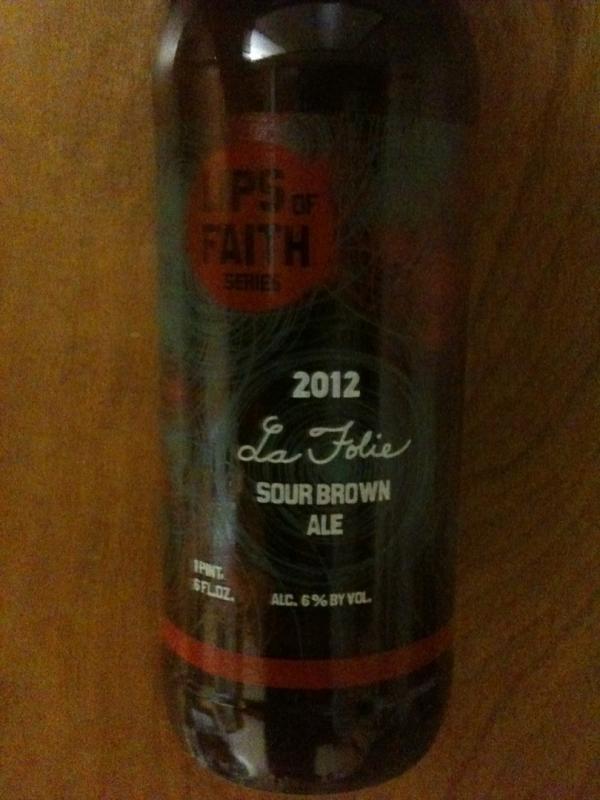 LIPS OF
FAITH
SERIES
2012
La Folie
SOUR BROWN
ALE
1 PINT,
6 FL.OZ.
ALC. 6% BY VOL.